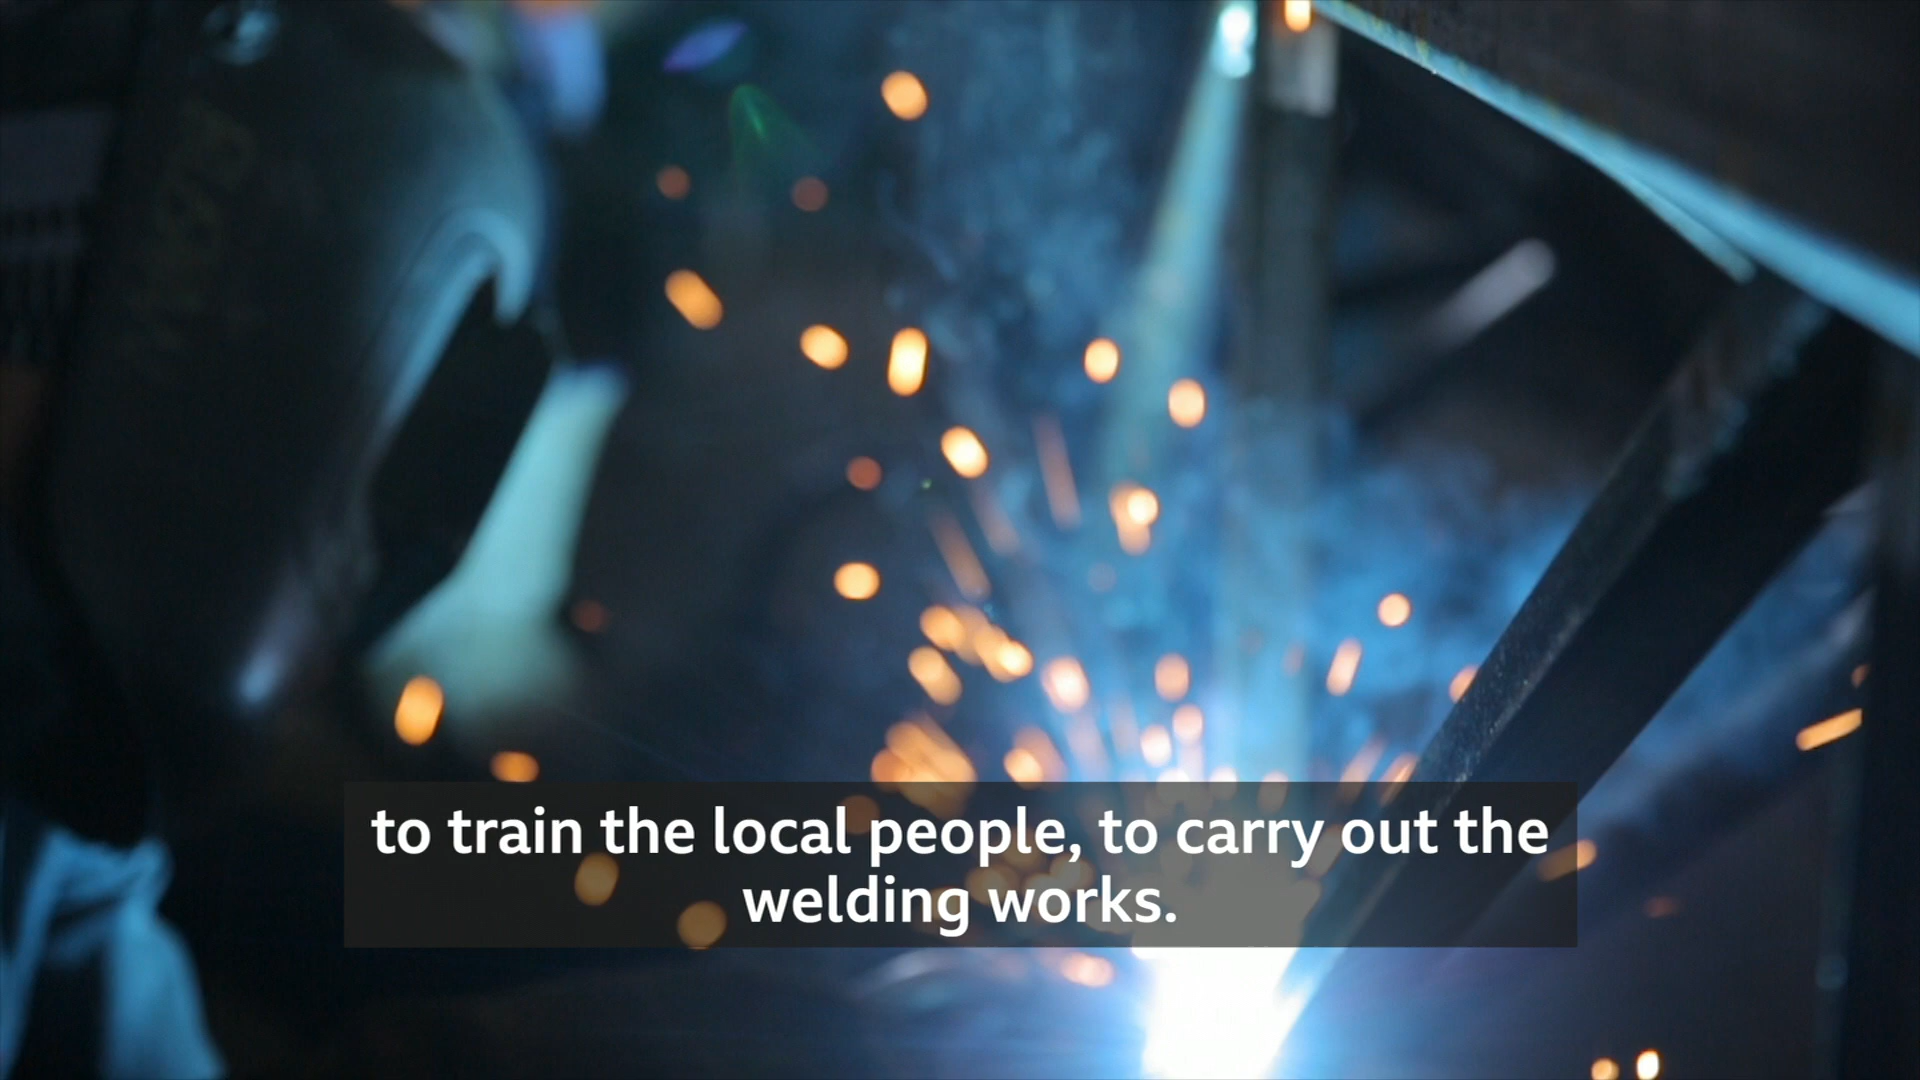 to train the local people, to carry out the
welding works.